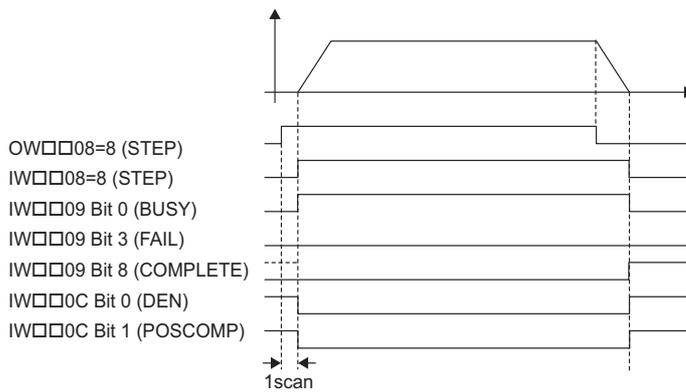 OW□□08=8 (STEP)
IW□□08=8 (STEP)
IW□□09 Bit 0 (BUSY)
IW□□09 Bit 3 (FAIL)
IW□□09 Bit 8 (COMPLETE)
IW□□0C Bit 0 (DEN)
IW□□0C Bit 1 (POSCOMP)
1scan